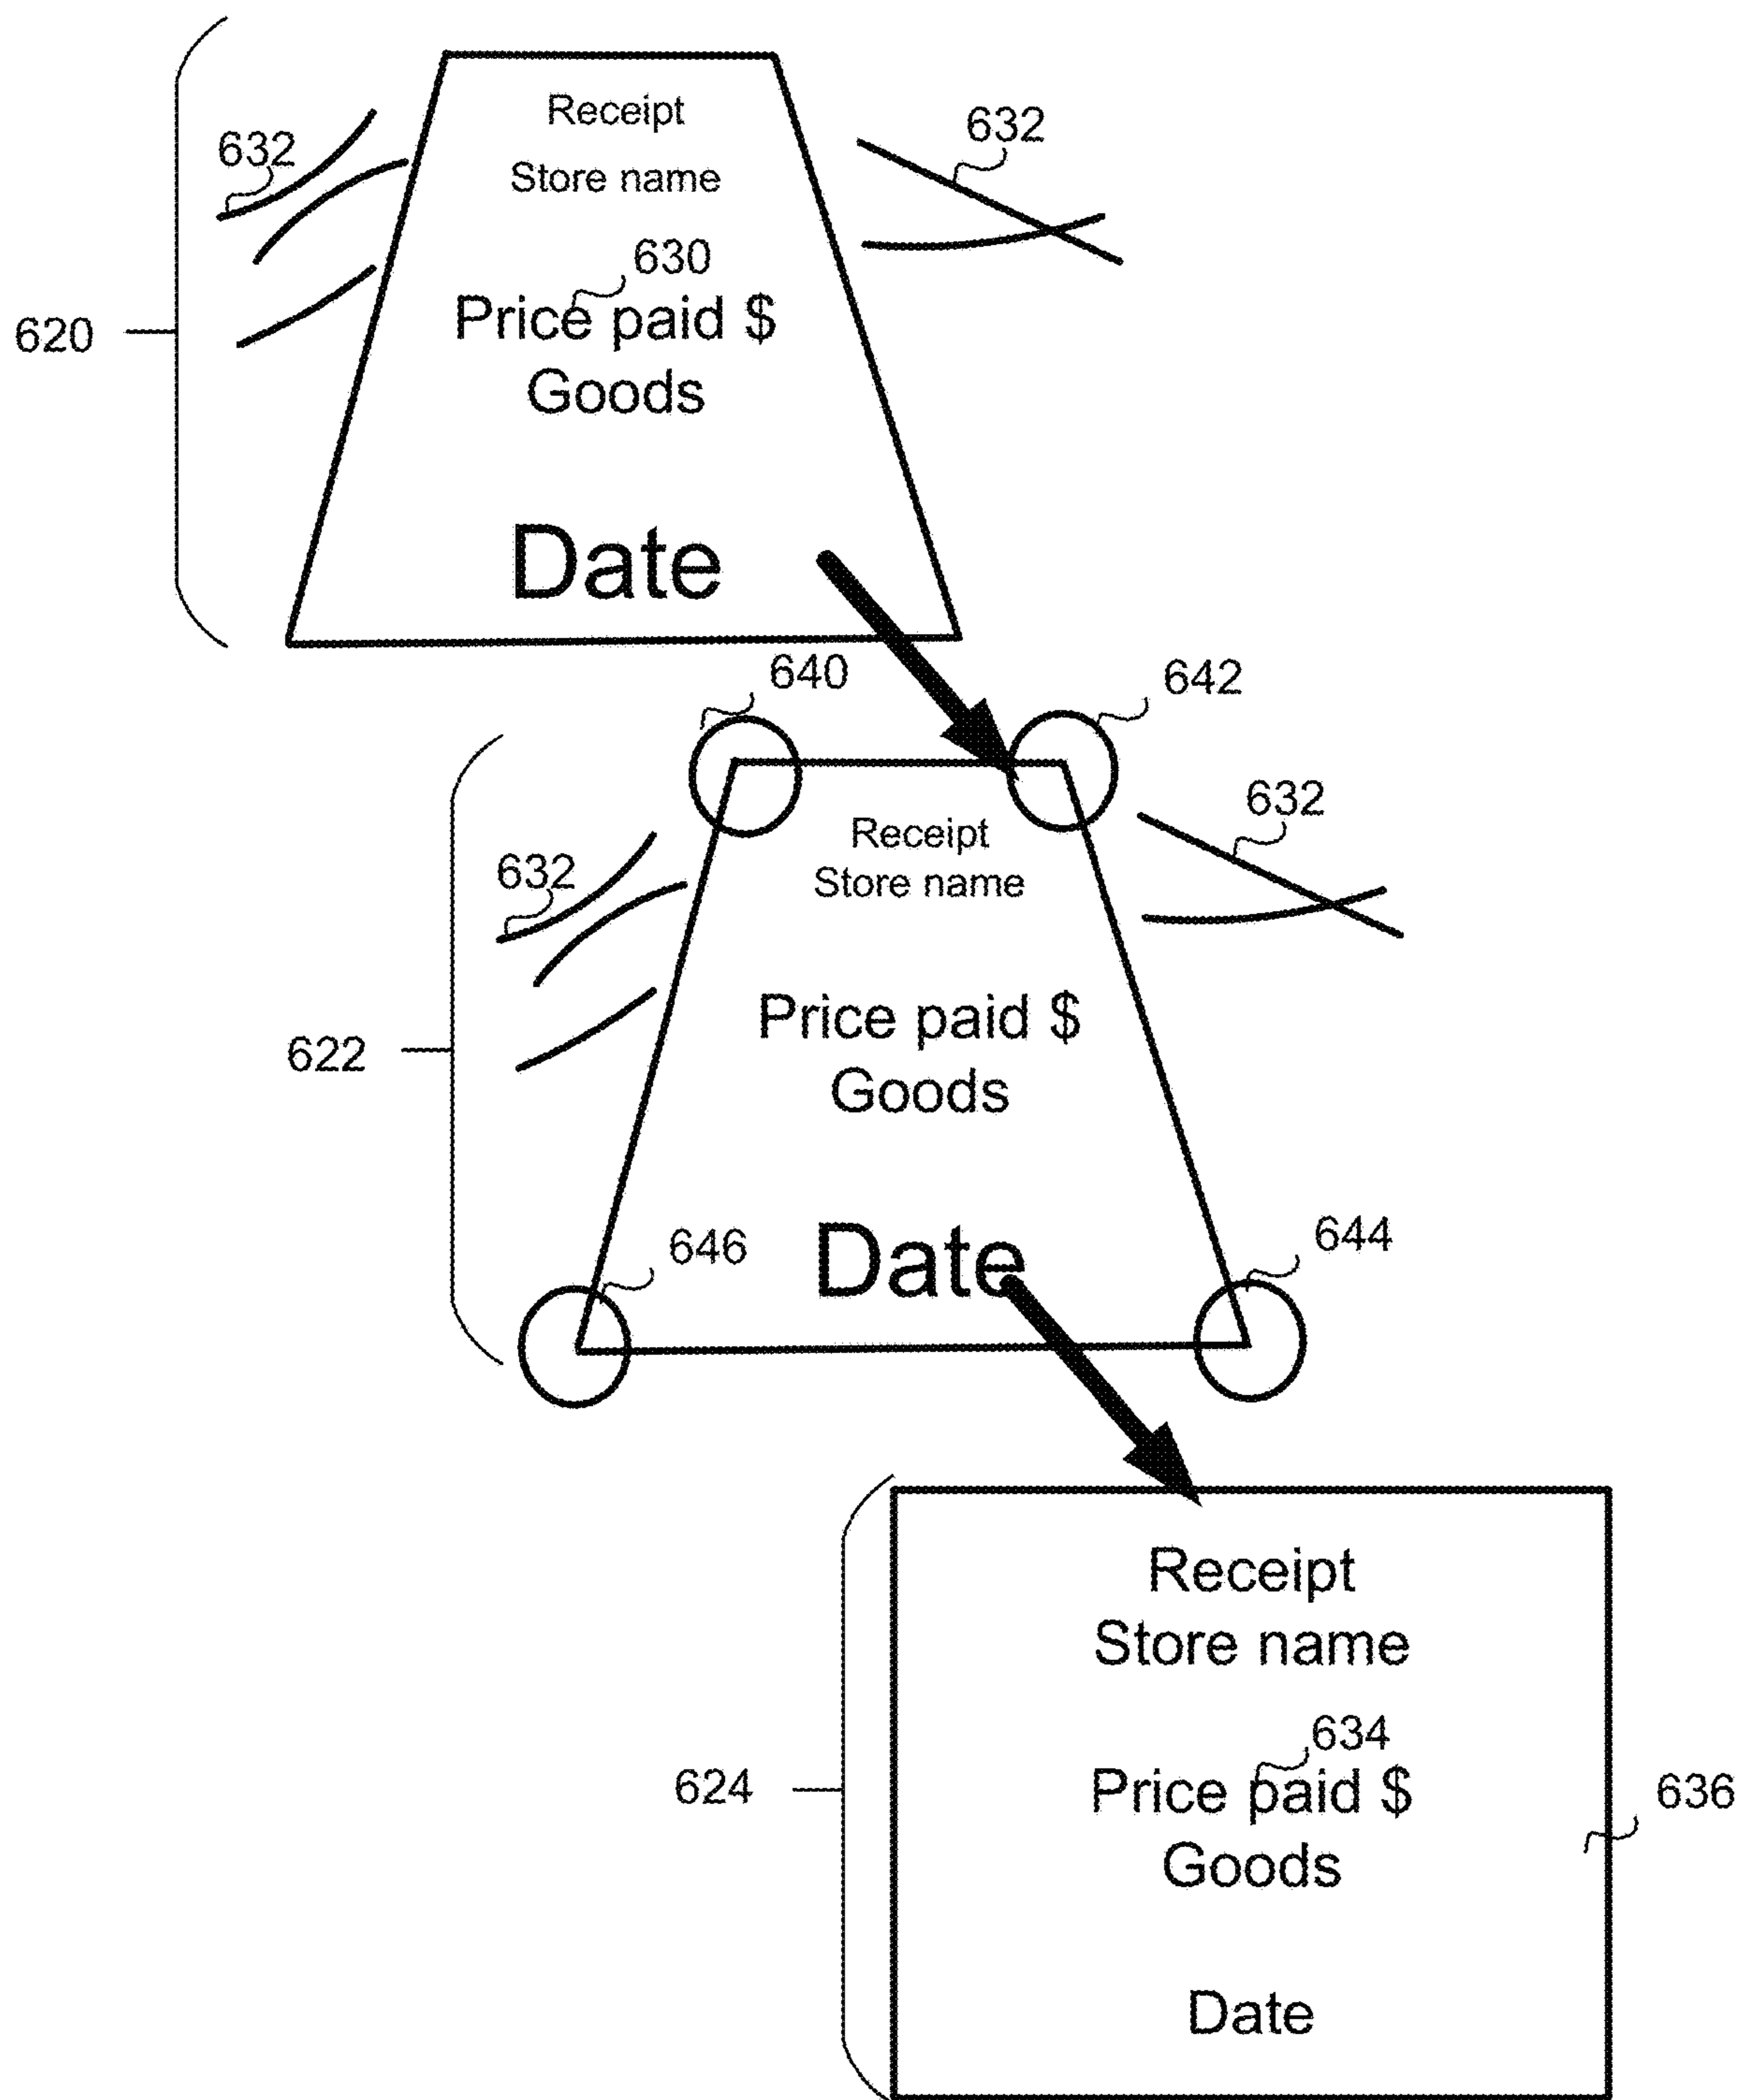 632
Receipt
632
Store name
630
Price paid $
620
Goods
Date
640
642
632
Receipt
632
Store name
Price paid $
622
Goods
646
Date
644
Receipt
Store name
634
Price paid $
624
636
Goods
Date